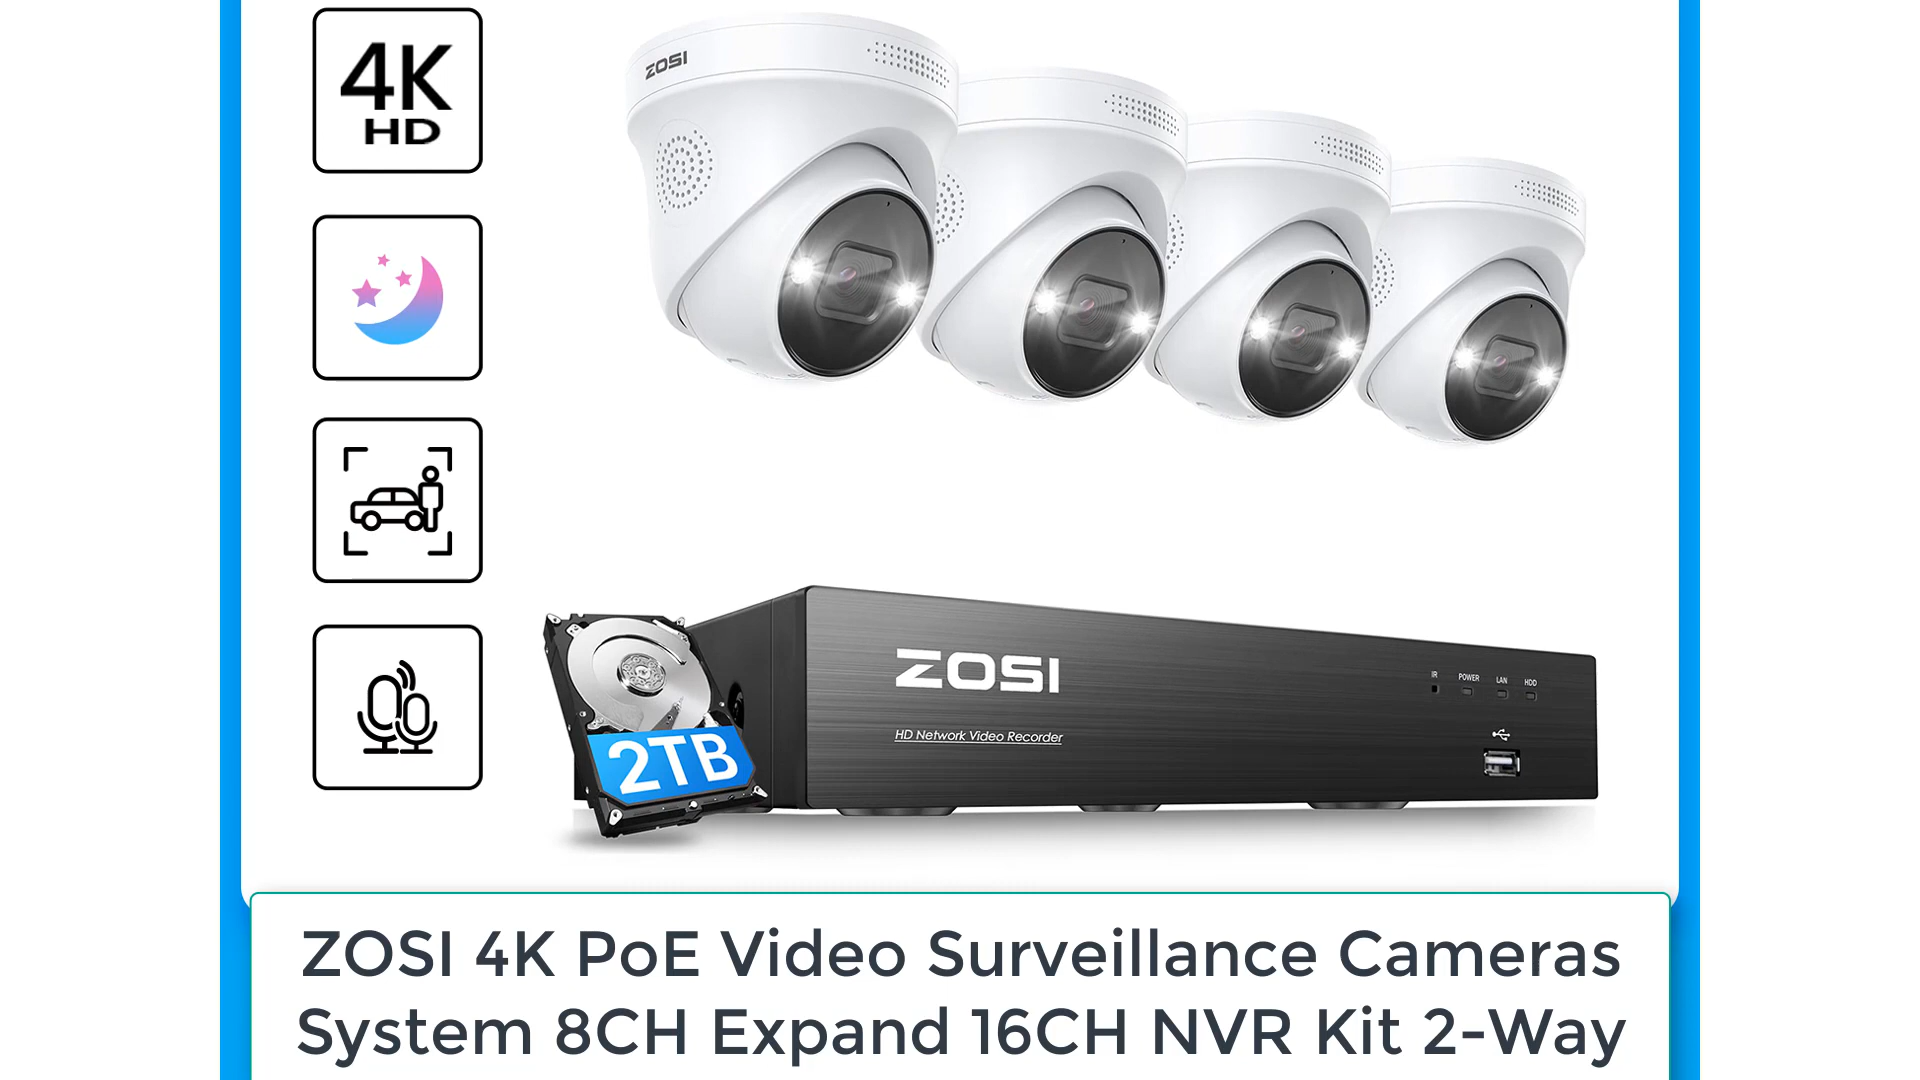 4K
HD
ZOSI
ZOSI
HD Network Video Recorder
IR POWER LAN HDD
2TB
ZOSI 4K PoE Video Surveillance Cameras
System 8CH Expand 16CH NVR Kit 2-Way